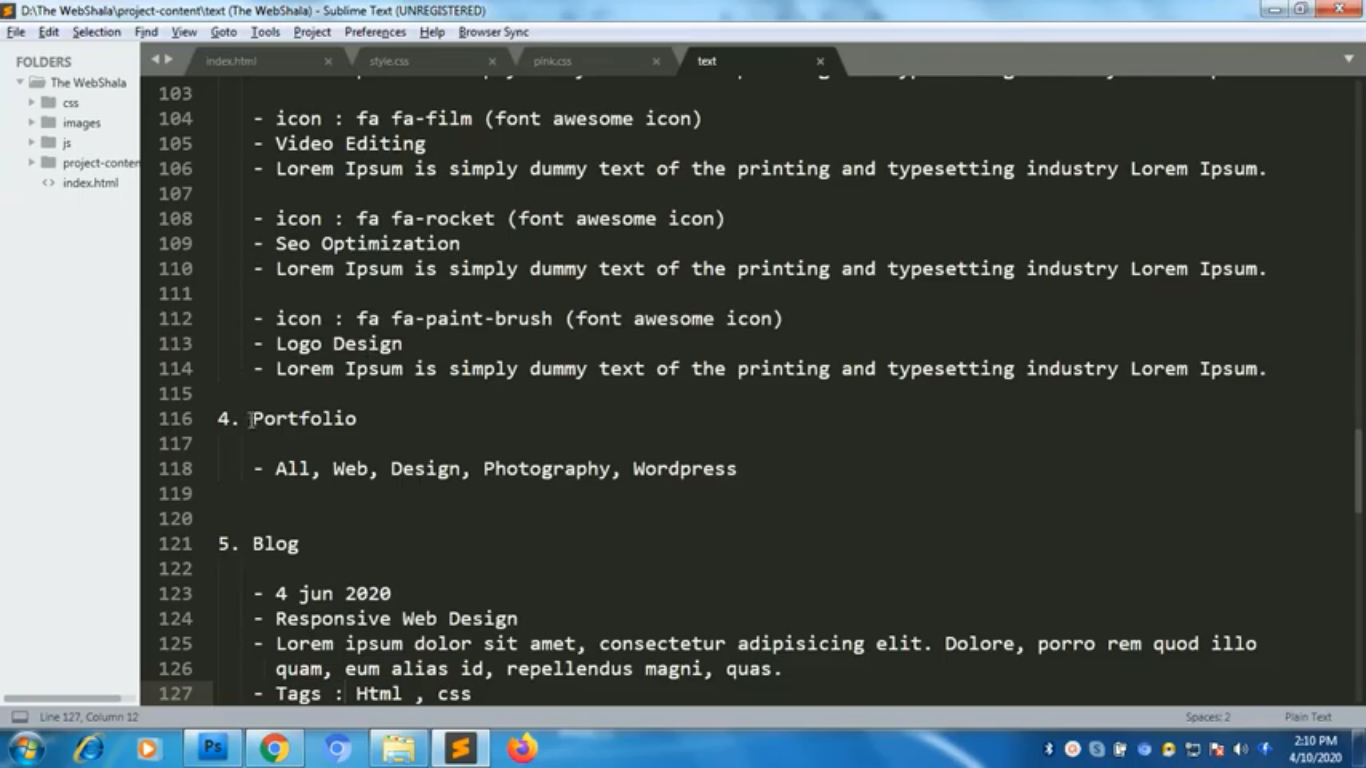 D:\The WebShala\project-content\text (The WebShala) - Sublime Text (UNREGISTERED)
File Edit Selection Find View Goto Tools Project Preferences Help Browser Sync
FOLDERS
The WebShala
css
images
js
project-conten
index.html
index.html style.css pink.css text
103
104 - icon : fa fa-film (font awesome icon)
105 - Video Editing
106 - Lorem Ipsum is simply dummy text of the printing and typesetting industry Lorem Ipsum.
107
108 - icon : fa fa-rocket (font awesome icon)
109 - Seo Optimization
110 - Lorem Ipsum is simply dummy text of the printing and typesetting industry Lorem Ipsum.
111
112 - icon : fa fa-paint-brush (font awesome icon)
113 - Logo Design
114 - Lorem Ipsum is simply dummy text of the printing and typesetting industry Lorem Ipsum.
115
116 4. Portfolio
117
118 - All, Web, Design, Photography, Wordpress
119
120
121 5. Blog
122
123 - 4 jun 2020
124 - Responsive Web Design
125 - Lorem ipsum dolor sit amet, consectetur adipisicing elit. Dolore, porro rem quod illo
126 quam, eum alias id, repellendus magni, quas.
127 - Tags : Html , css
Line 127, Column 12 Spaces: 2 Plain Text
Ps
2:10 PM
4/10/2020